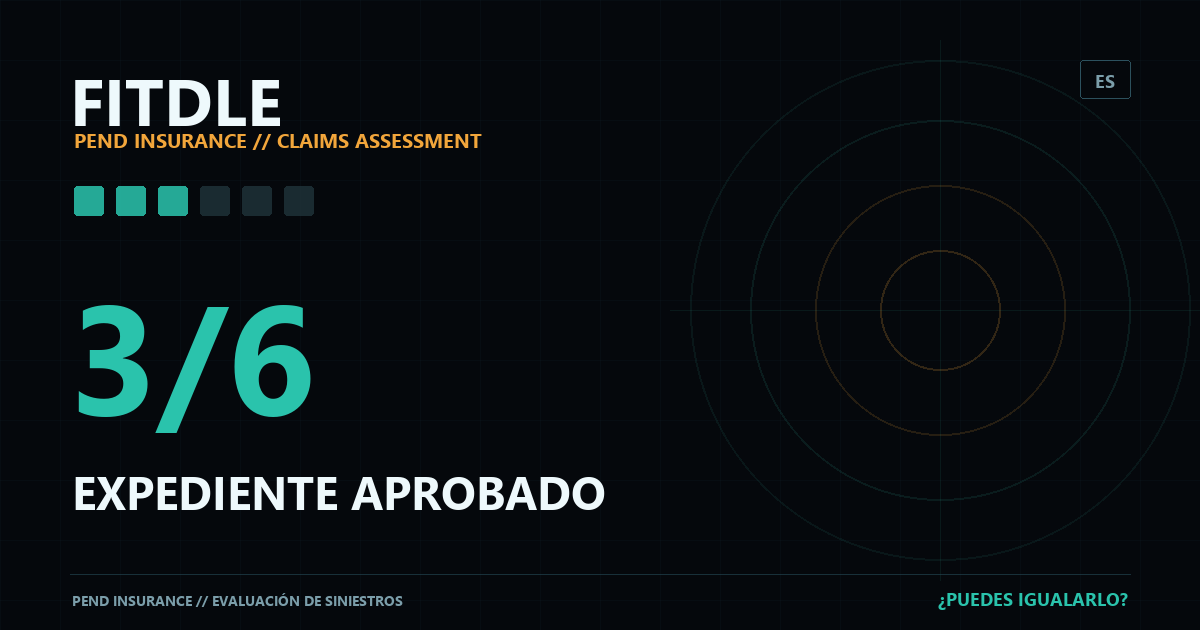 FITDLE
ES
PEND INSURANCE // CLAIMS ASSESSMENT
3/6
EXPEDIENTE APROBADO
PEND INSURANCE // EVALUACIÓN DE SINIESTROS
¿PUEDES IGUALARLO?